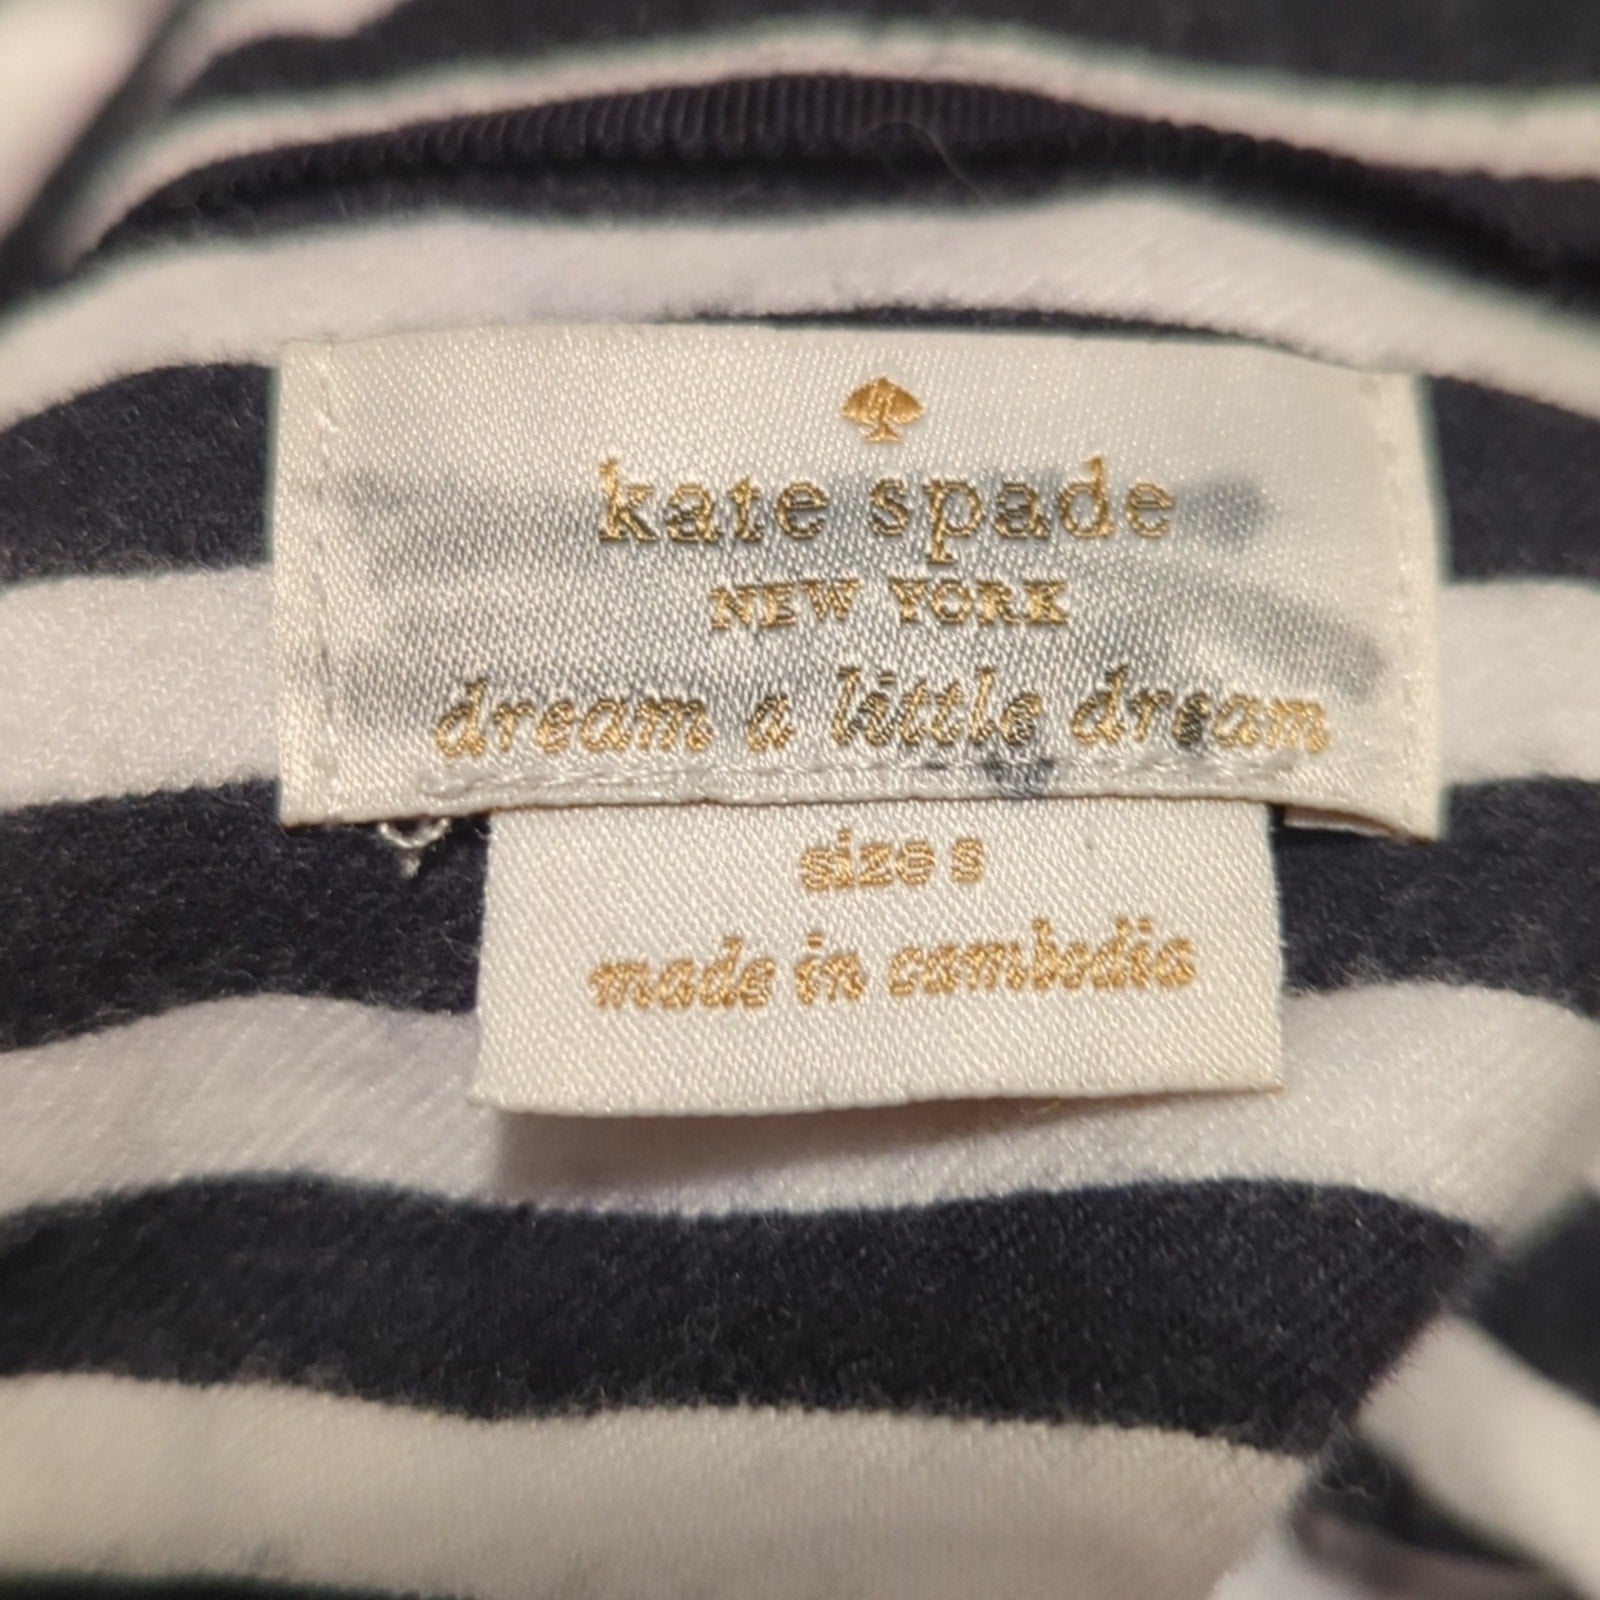 kate spade
NEW YORK
dream a little dream
size s
made in cambodia